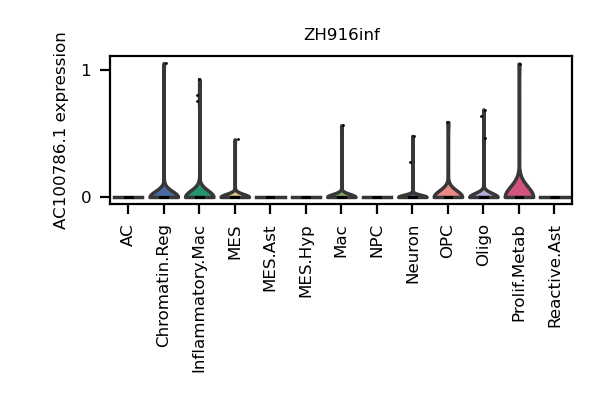 ZH916inf
AC100786.1 expression
1
0
AC
Chromatin.Reg
Inflammatory.Mac
MES
MES.Ast
MES.Hyp
Mac
NPC
Neuron
OPC
Oligo
Prolif.Metab
Reactive.Ast